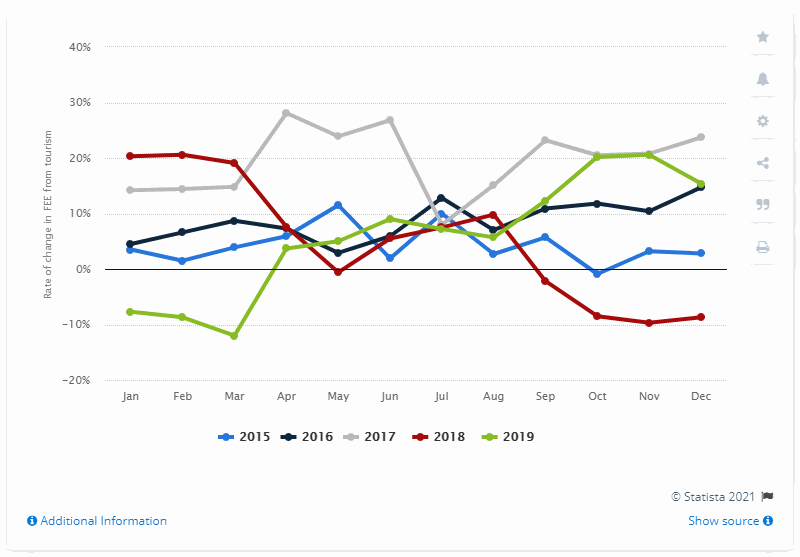 40%
30%
20%
10%
0%
−10%
−20%
Rate of change in FEE from tourism
Jan Feb Mar Apr May Jun Jul Aug Sep Oct Nov Dec
2015 2016 2017 2018 2019
© Statista 2021
Additional Information
Show source